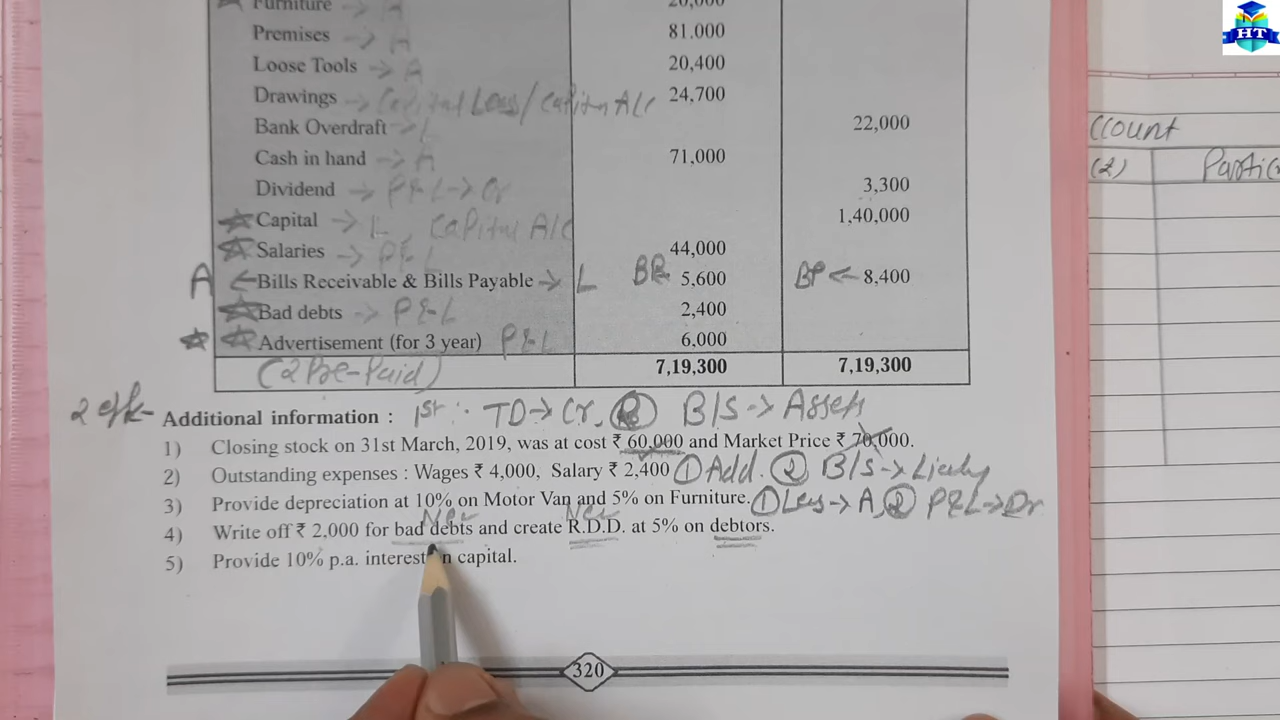 HT
Furniture → A 20,000
Premises → A 81.000
Loose Tools → A 20,400
Drawings → Capital Less / Capital A/c 24,700
Bank Overdraft → L 22,000
Cash in hand → A 71,000
Dividend → P&L → Cr 3,300
Capital → L Capital A/C 1,40,000
Salaries → P&L 44,000
A ← Bills Receivable & Bills Payable → L BR 5,600 BP ← 8,400
Bad debts → P&L 2,400
Advertisement (for 3 year) P&L 6,000
(2 Pre-Paid) 7,19,300 7,19,300
Additional information : 1st :- TD → Cr, ② B/S → Assets
1) Closing stock on 31st March, 2019, was at cost ₹ 60,000 and Market Price ₹ 70,000.
2) Outstanding expenses : Wages ₹ 4,000, Salary ₹ 2,400 ① Add. ② B/S →
3) Provide depreciation at 10% on Motor Van and 5% on Furniture. ① Less → A, ② P&L → Dr
New New
4) Write off ₹ 2,000 for bad debts and create R.D.D. at 5% on debtors.
5) Provide 10% p.a. interest on capital.
320
ccount
(2) Partic